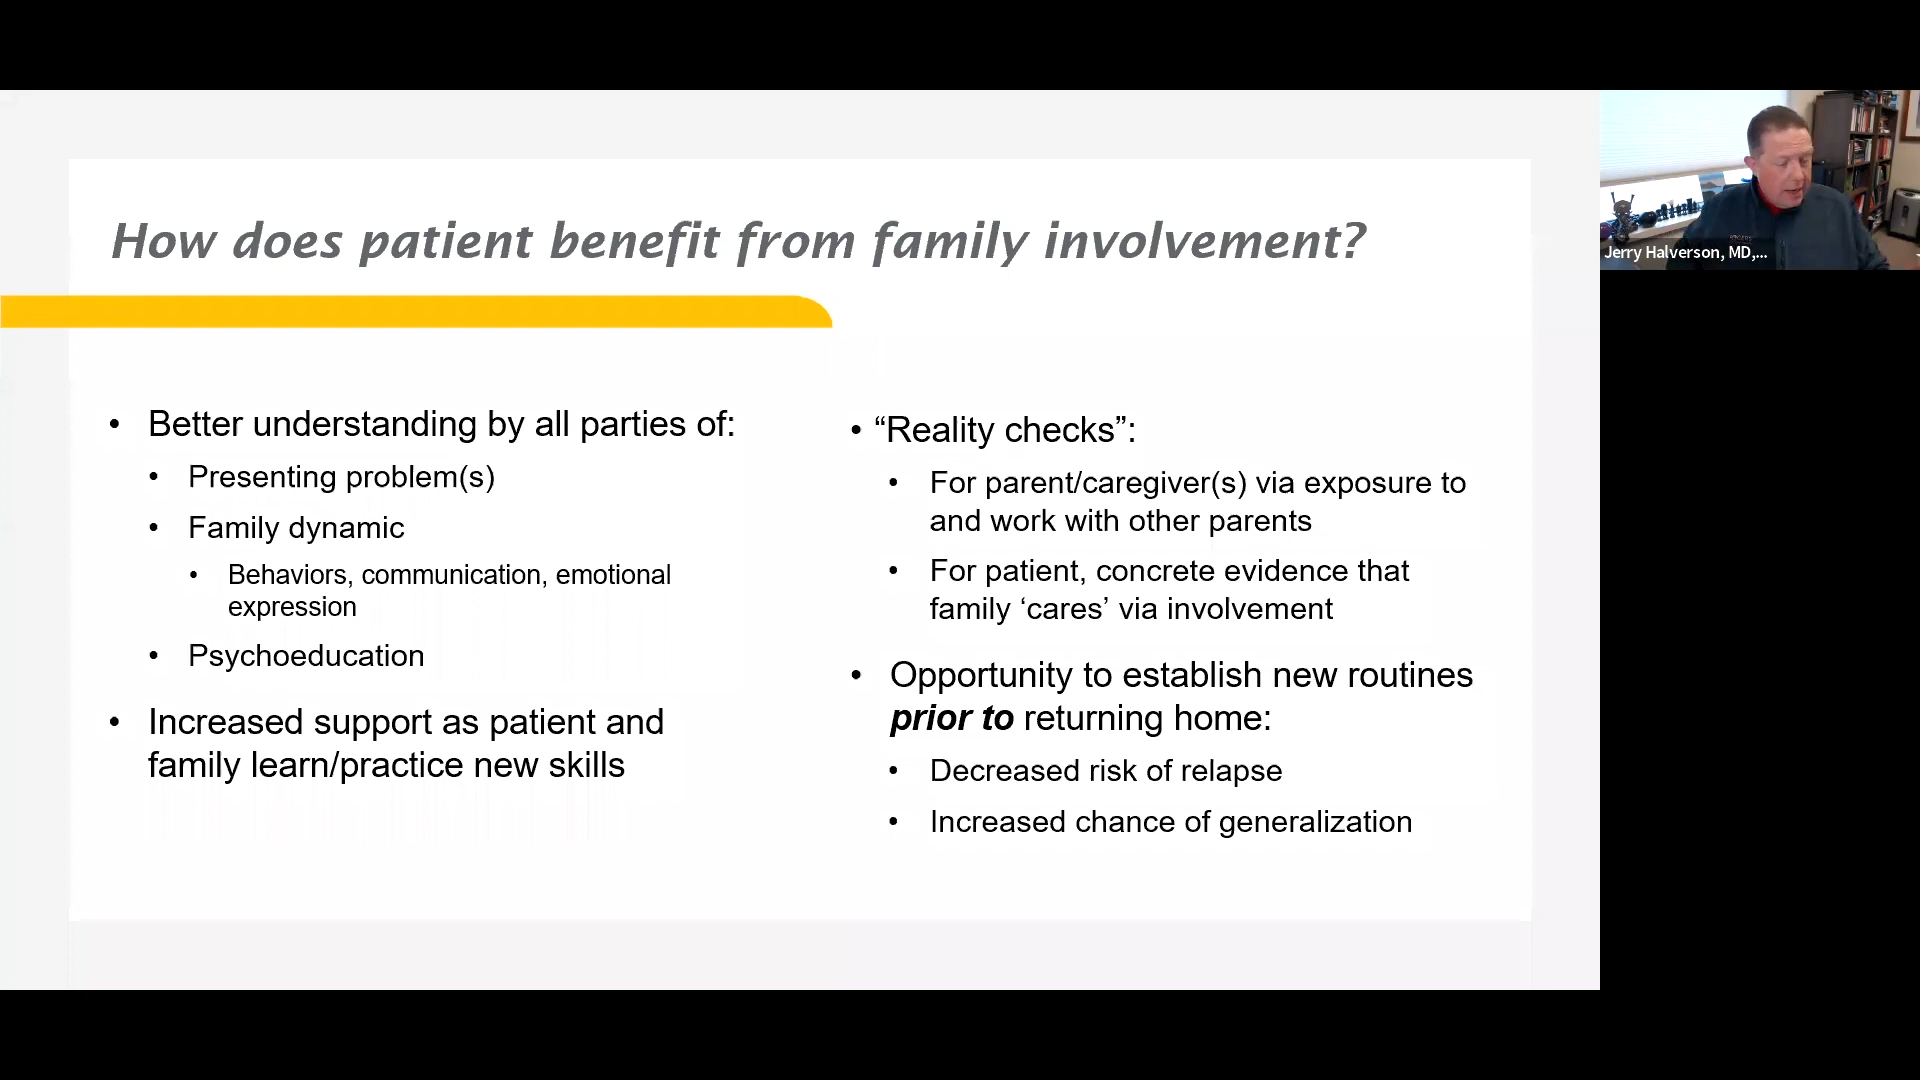 How does patient benefit from family involvement?
• Better understanding by all parties of:
• Presenting problem(s)
• Family dynamic
• Behaviors, communication, emotional
expression
• Psychoeducation
• Increased support as patient and
family learn/practice new skills
• “Reality checks”:
• For parent/caregiver(s) via exposure to
and work with other parents
• For patient, concrete evidence that
family ‘cares’ via involvement
• Opportunity to establish new routines
prior to returning home:
• Decreased risk of relapse
• Increased chance of generalization
Jerry Halverson, MD,...